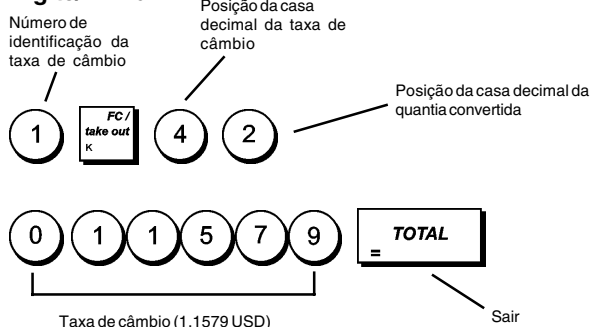 Número de
identificação da
taxa de câmbio
Posição da casa
decimal da taxa de
câmbio
Posição da casa decimal da
quantia convertida
1 FC / take out K 4 2
0 1 1 5 7 9 TOTAL =
Taxa de câmbio (1.1579 USD)
Sair